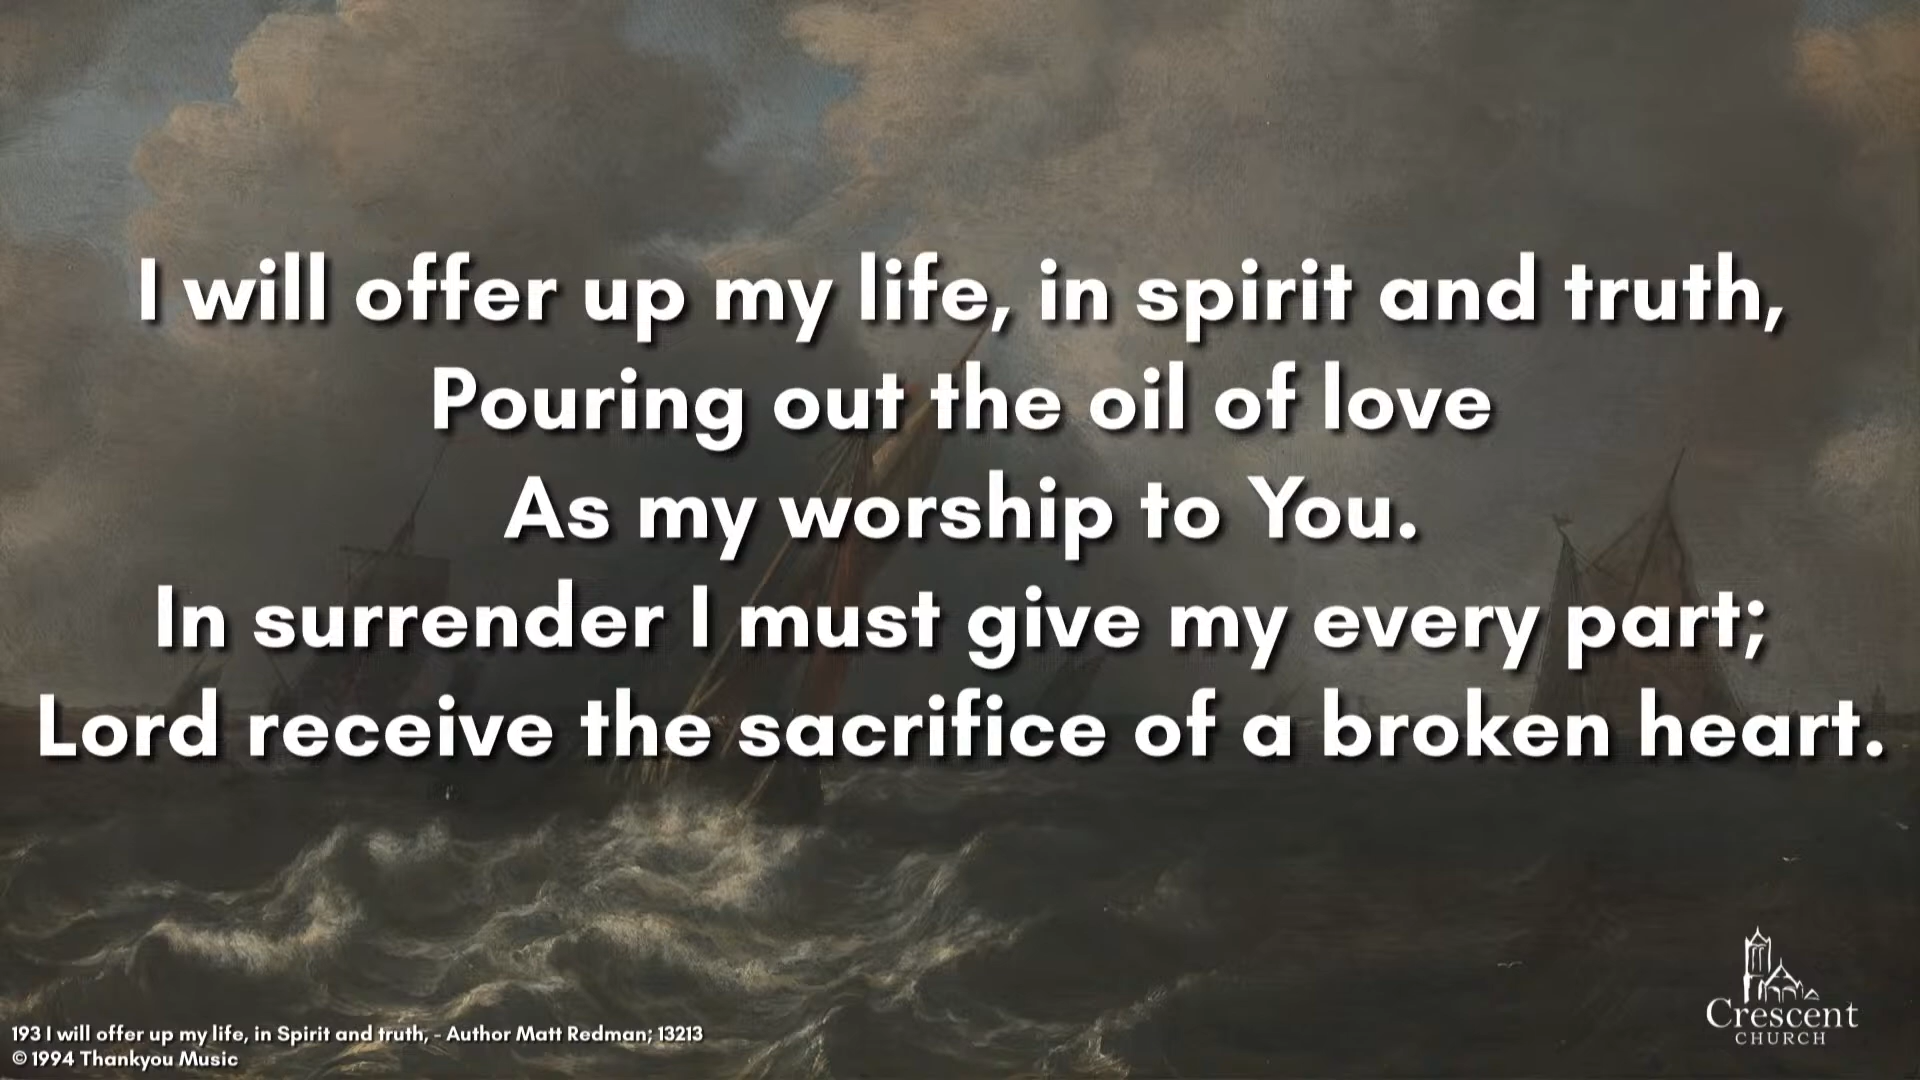 I will offer up my life, in spirit and truth,
Pouring out the oil of love
As my worship to You.
In surrender I must give my every part;
Lord receive the sacrifice of a broken heart.
193 I will offer up my life, in Spirit and truth, - Author Matt Redman; 13213
© 1994 Thankyou Music
Crescent
CHURCH